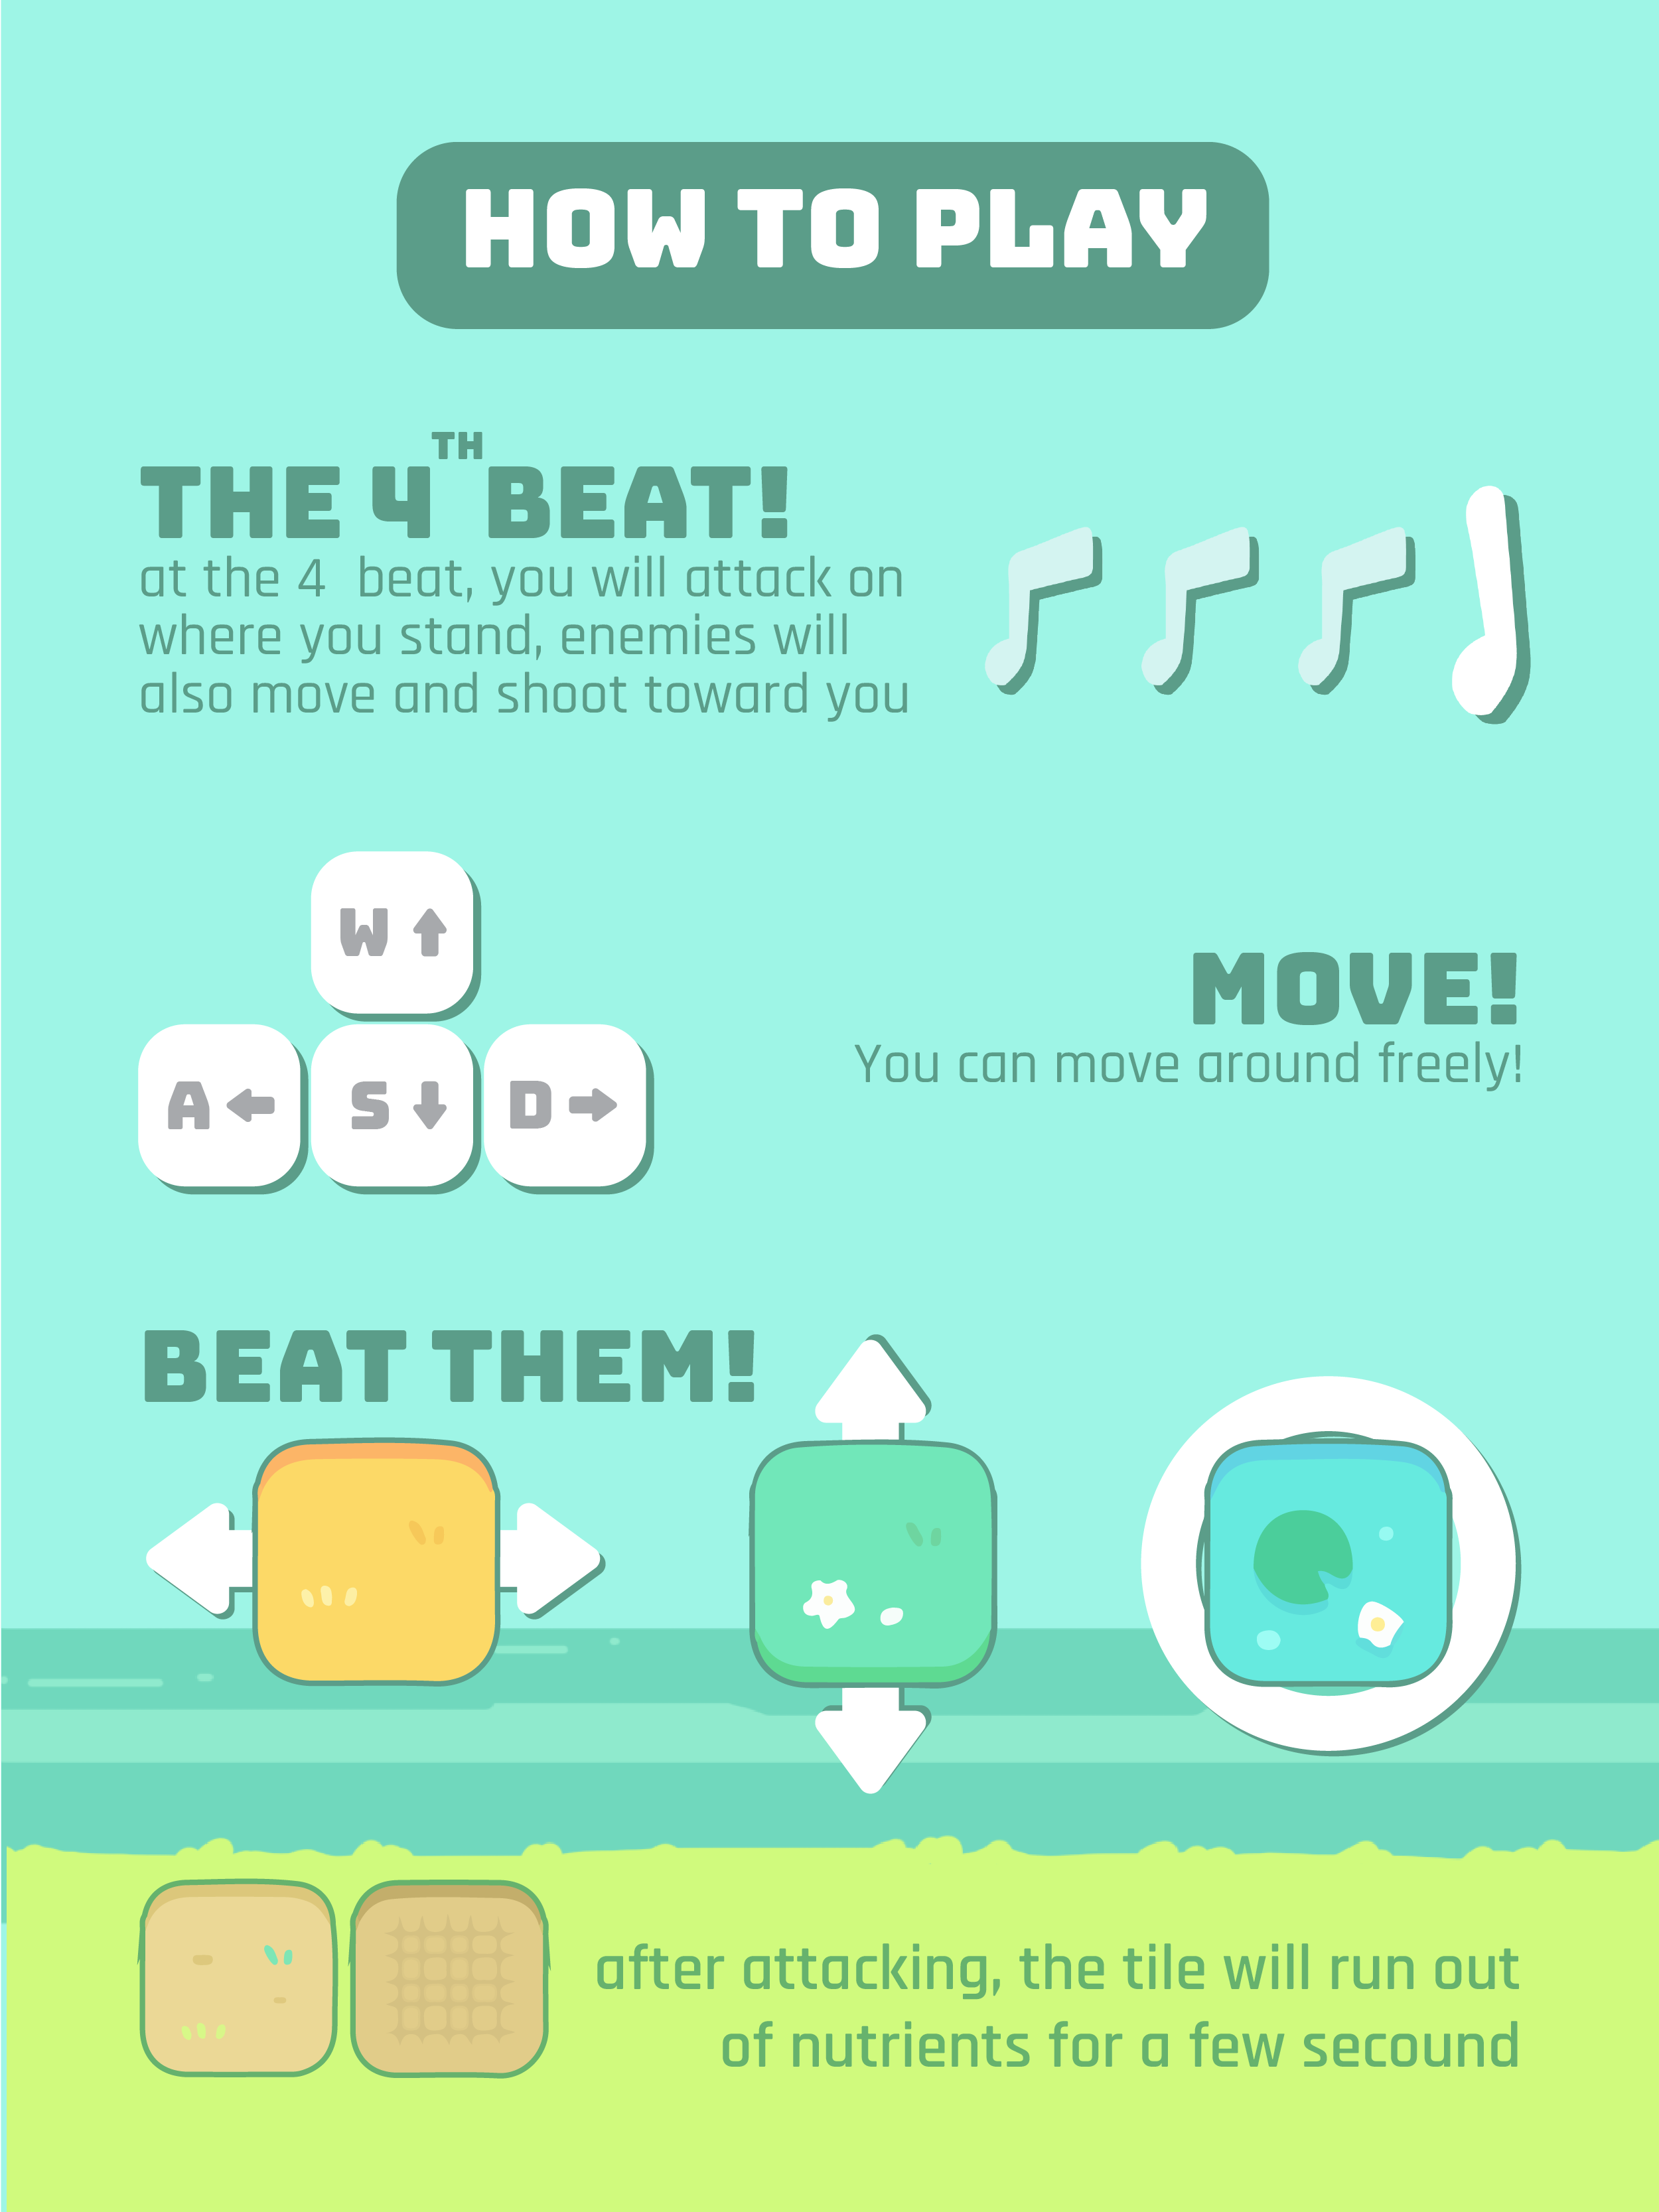 HOW TO PLAY
THE 4TH BEAT!
at the 4 beat, you will attack on
where you stand, enemies will
also move and shoot toward you
W
A S D
MOVE!
You can move around freely!
BEAT THEM!
after attacking, the tile will run out
of nutrients for a few secound